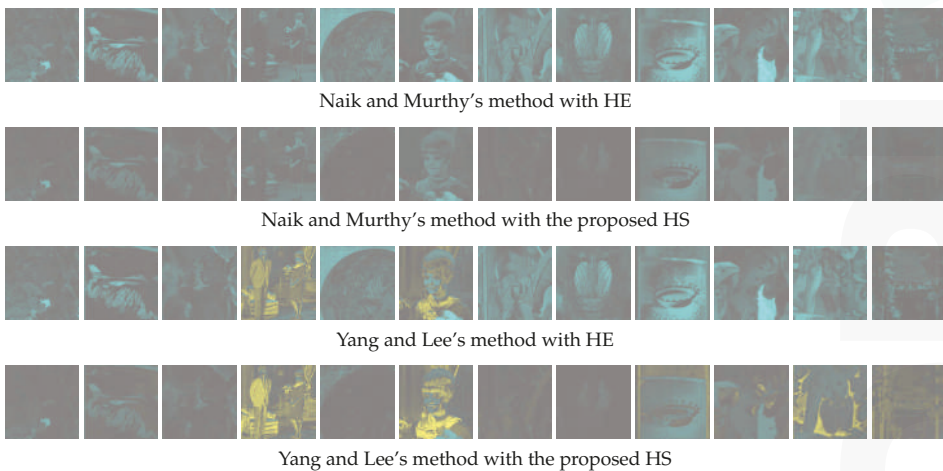 Naik and Murthy's method with HE
Naik and Murthy's method with the proposed HS
Yang and Lee's method with HE
Yang and Lee's method with the proposed HS